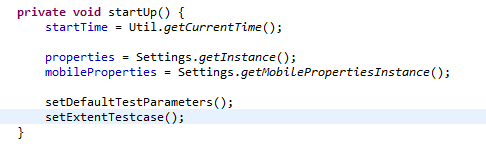 private void startUp() {
startTime = Util.getCurrentTime();
properties = Settings.getInstance();
mobileProperties = Settings.getMobilePropertiesInstance();
setDefaultTestParameters();
setExtentTestcase();
}